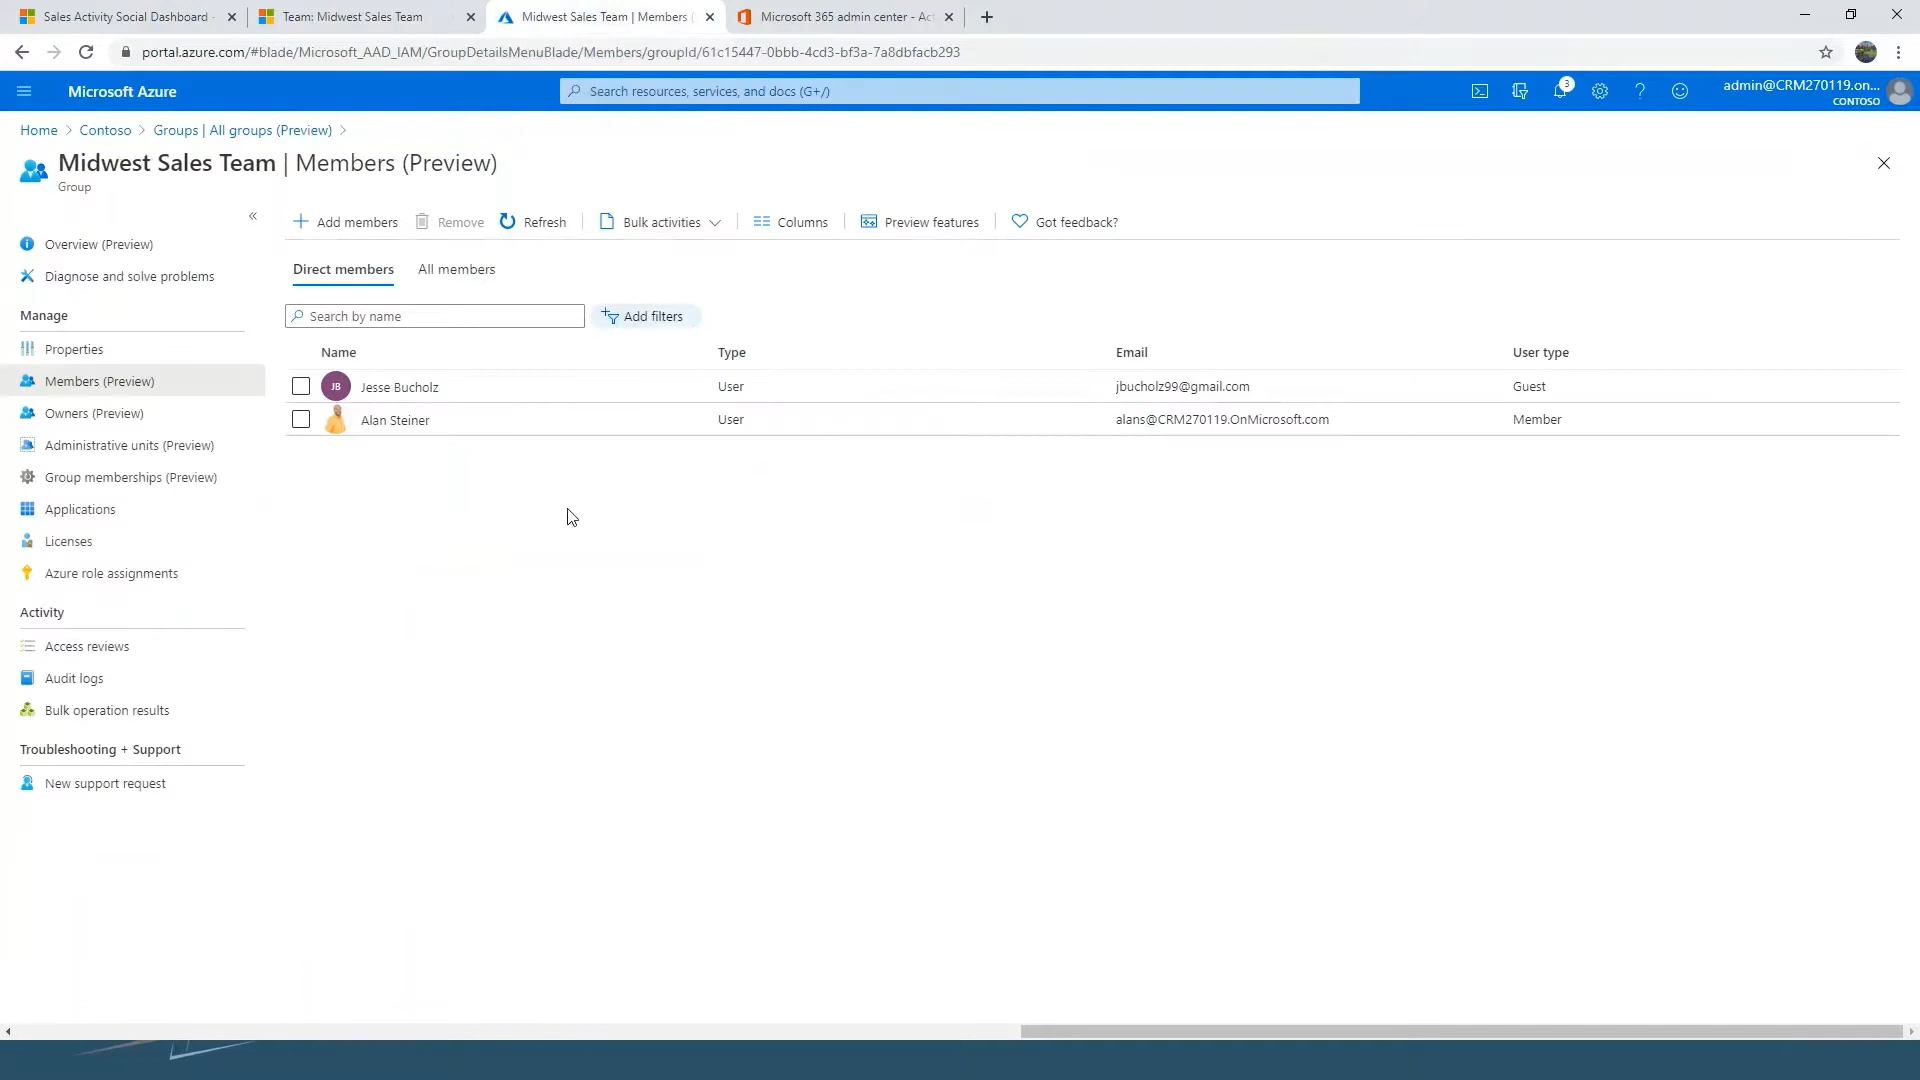 Sales Activity Social Dashboard -
Team: Midwest Sales Team
Midwest Sales Team | Members (
Microsoft 365 admin center - Act
portal.azure.com/#blade/Microsoft_AAD_IAM/GroupDetailsMenuBlade/Members/groupId/61c15447-0bbb-4cd3-bf3a-7a8dbfacb293
Microsoft Azure
Search resources, services, and docs (G+/)
3
admin@CRM270119.on...
CONTOSO
Home > Contoso > Groups | All groups (Preview) >
Midwest Sales Team | Members (Preview)
Group
«
Add members
Remove
Refresh
Bulk activities
Columns
Preview features
Got feedback?
Overview (Preview)
Diagnose and solve problems
Manage
Properties
Members (Preview)
Owners (Preview)
Administrative units (Preview)
Group memberships (Preview)
Applications
Licenses
Azure role assignments
Activity
Access reviews
Audit logs
Bulk operation results
Troubleshooting + Support
New support request
Direct members
All members
Search by name
Add filters
Name Type Email User type
JB Jesse Bucholz User jbucholz99@gmail.com Guest
Alan Steiner User alans@CRM270119.OnMicrosoft.com Member